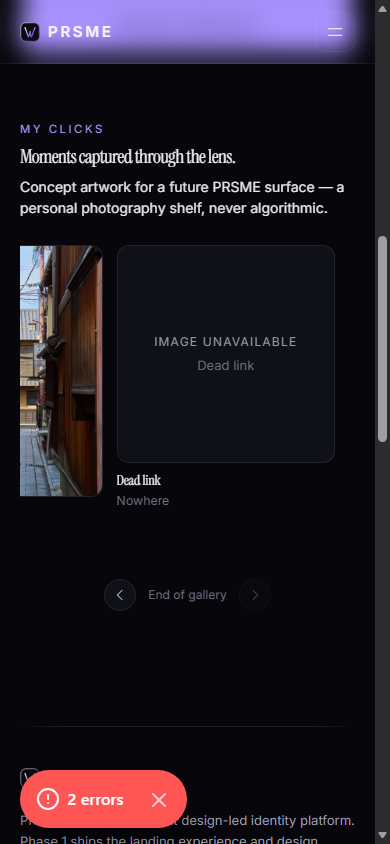 PRSME
MY CLICKS
Moments captured through the lens.
Concept artwork for a future PRSME surface — a
personal photography shelf, never algorithmic.
IMAGE UNAVAILABLE
Dead link
Dead link
Nowhere
End of gallery
2 errors
design-led identity platform.
Phase 1 ships the landing experience and design